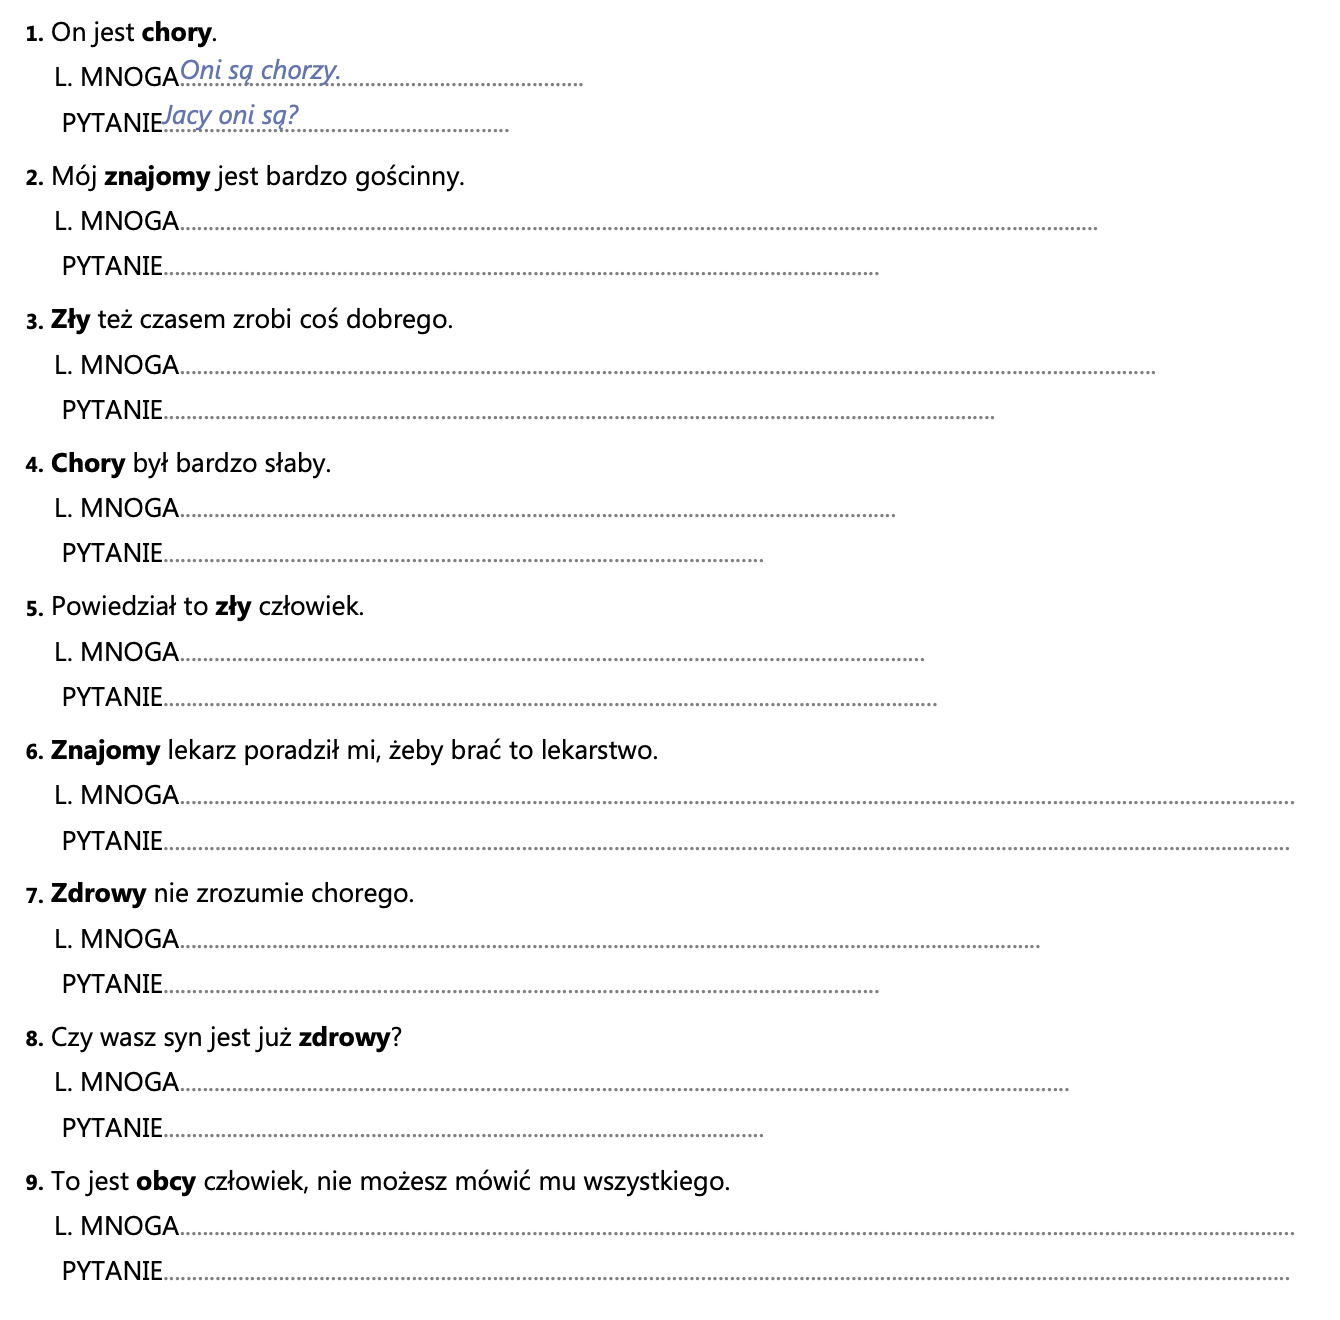 1. On jest chory.
L. MNOGA Oni są chorzy.
PYTANIE Jacy oni są?
2. Mój znajomy jest bardzo gościnny.
L. MNOGA
PYTANIE
3. Zły też czasem zrobi coś dobrego.
L. MNOGA
PYTANIE
4. Chory był bardzo słaby.
L. MNOGA
PYTANIE
5. Powiedział to zły człowiek.
L. MNOGA
PYTANIE
6. Znajomy lekarz poradził mi, żeby brać to lekarstwo.
L. MNOGA
PYTANIE
7. Zdrowy nie zrozumie chorego.
L. MNOGA
PYTANIE
8. Czy wasz syn jest już zdrowy?
L. MNOGA
PYTANIE
9. To jest obcy człowiek, nie możesz mówić mu wszystkiego.
L. MNOGA
PYTANIE